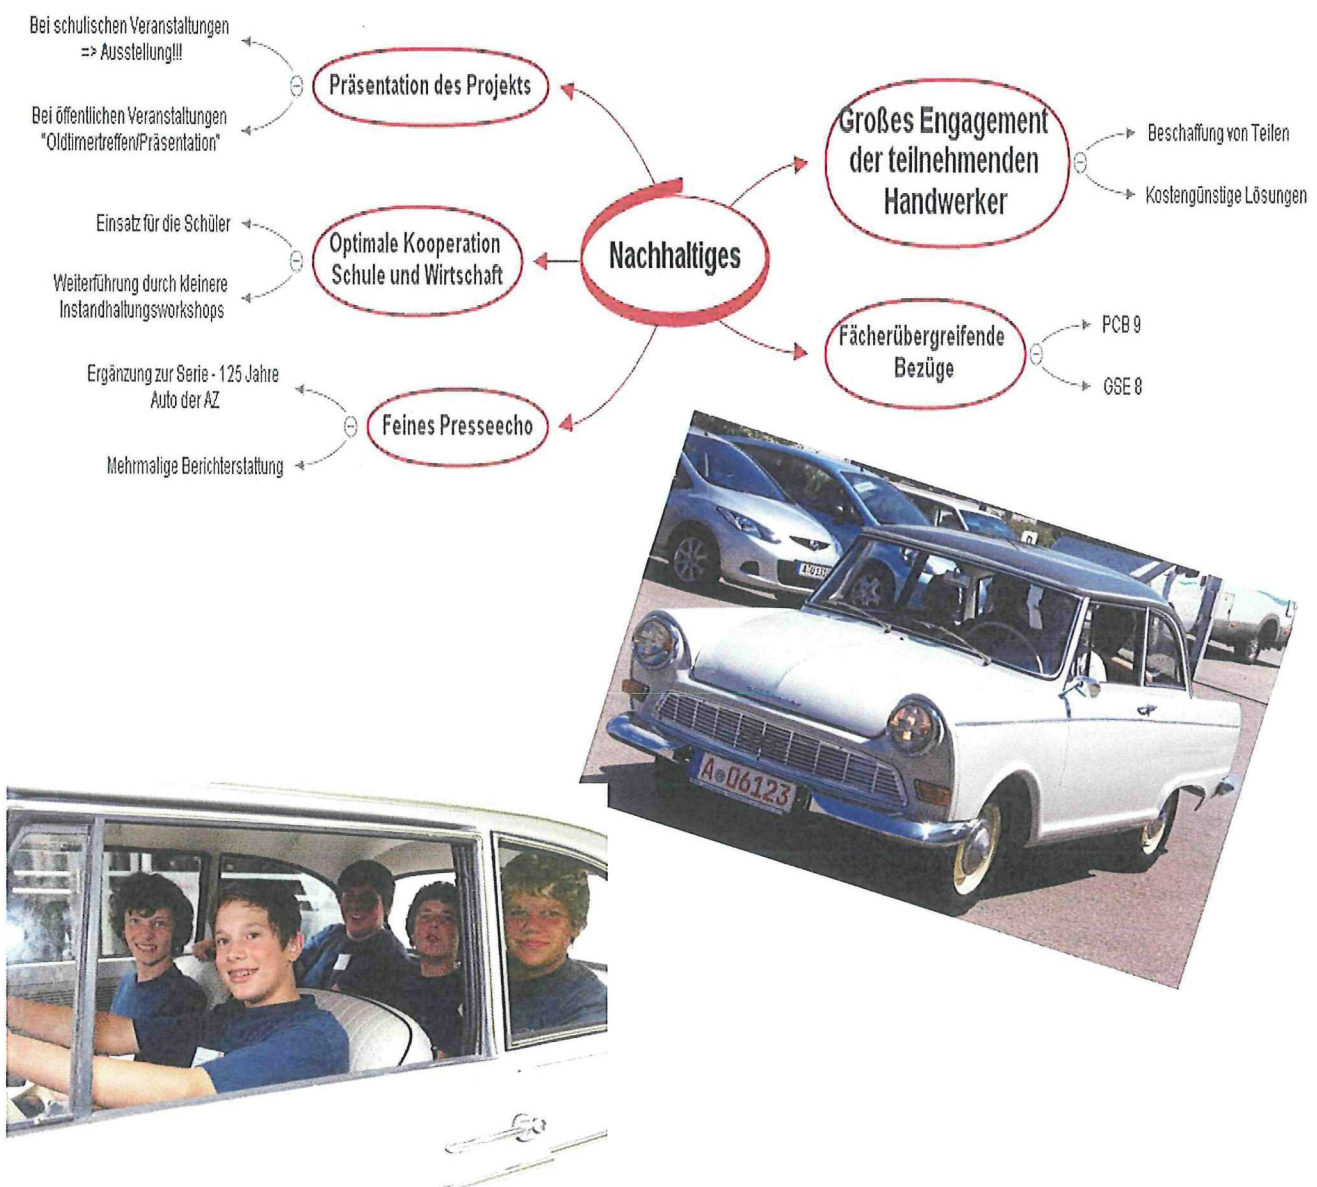 Bei schulischen Veranstaltungen
=> Ausstellung!!!
Präsentation des Projekts
Bei öffentlichen Veranstaltungen
"Oldtimertreffen/Präsentation"
Großes Engagement
der teilnehmenden
Handwerker
Beschaffung von Teilen
Kostengünstige Lösungen
Einsatz für die Schüler
Optimale Kooperation
Schule und Wirtschaft
Weiterführung durch kleinere
Instandhaltungsworkshops
Nachhaltiges
Fächerübergreifende
Bezüge
PCB 9
GSE 8
Ergänzung zur Serie - 125 Jahre
Auto der AZ
Feines Presseecho
Mehrmalige Berichterstattung
A 06123